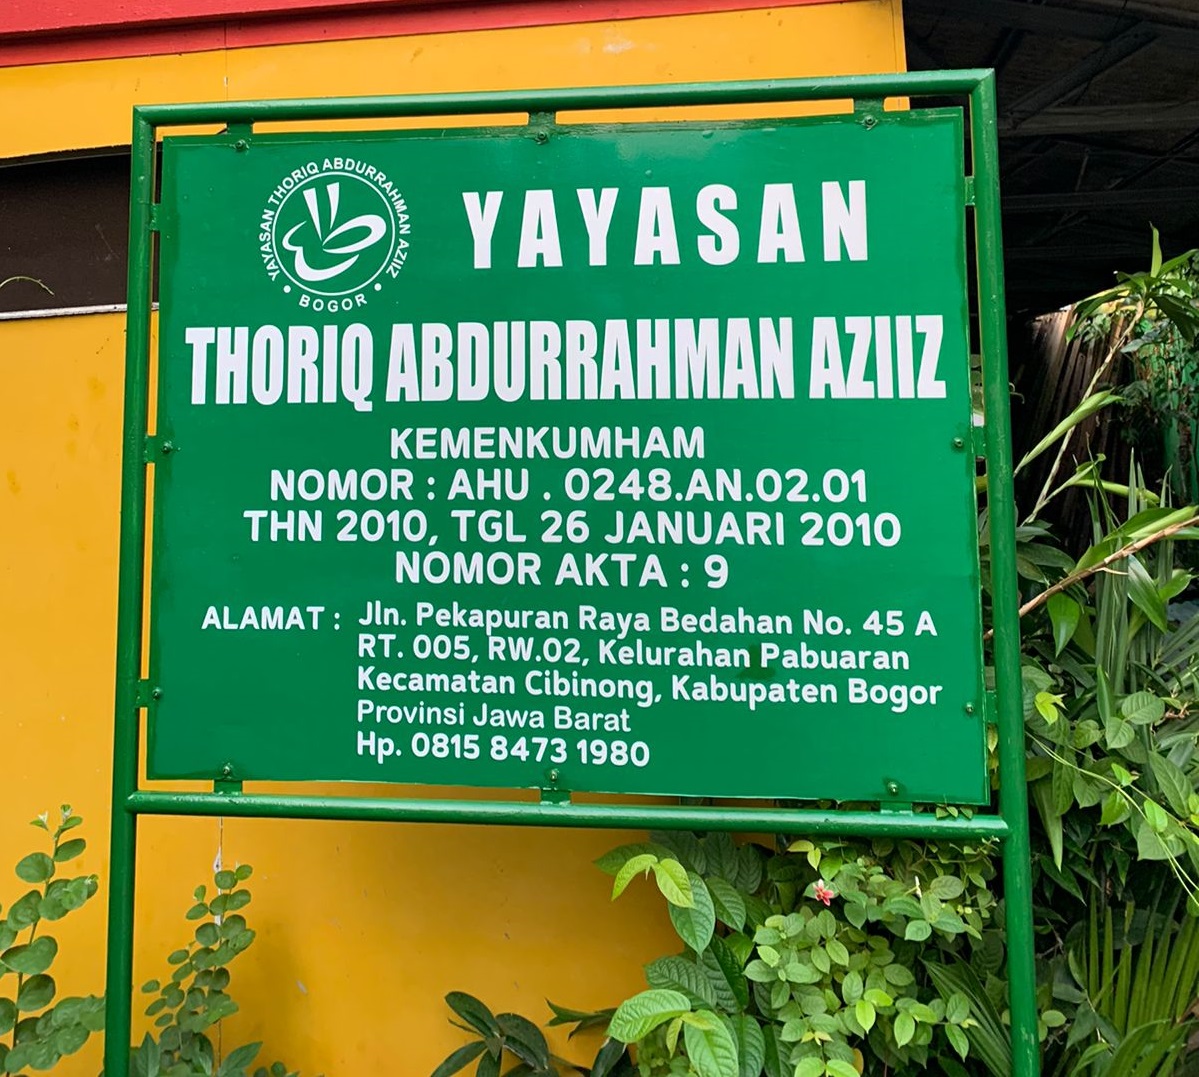 YAYASAN THORIQ ABDURRAHMAN AZIIZ
• BOGOR •
YAYASAN
THORIQ ABDURRAHMAN AZIIZ
KEMENKUMHAM
NOMOR : AHU . 0248.AN.02.01
THN 2010, TGL 26 JANUARI 2010
NOMOR AKTA : 9
ALAMAT : Jln. Pekapuran Raya Bedahan No. 45 A
RT. 005, RW.02, Kelurahan Pabuaran
Kecamatan Cibinong, Kabupaten Bogor
Provinsi Jawa Barat
Hp. 0815 8473 1980